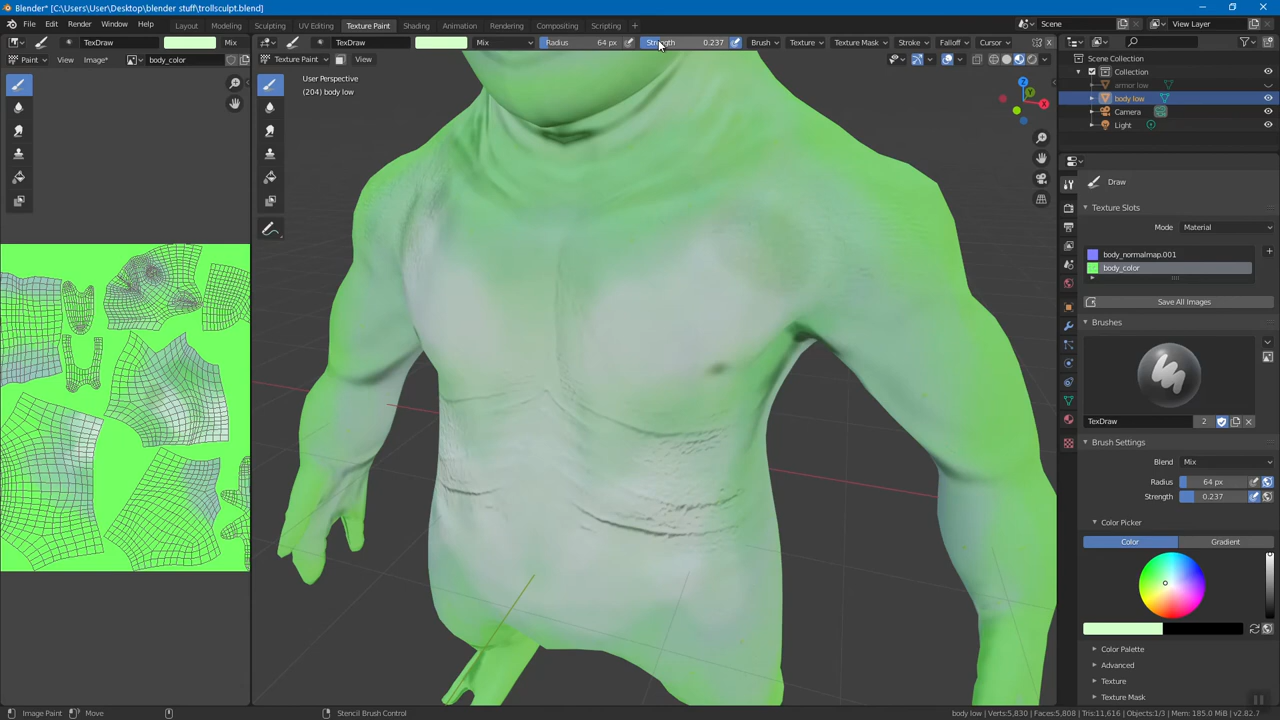 Blender* [C:\Users\User\Desktop\blender stuff\trollsculpt.blend]
File Edit Render Window Help Layout Modeling Sculpting UV Editing Texture Paint Shading Animation Rendering Compositing Scripting + Scene View Layer
TexDraw Mix TexDraw Mix Radius 64 px Strength 0.237 Brush Texture Texture Mask Stroke Falloff Cursor
Paint View Image* body_color Texture Paint View
User Perspective
(204) body low
Scene Collection
Collection
armor low
body low
Camera
Light
Draw
Texture Slots
Mode Material
body_normalmap.001
body_color
Save All Images
Brushes
TexDraw 2
Brush Settings
Blend Mix
Radius 64 px
Strength 0.237
Color Picker
Color Gradient
Color Palette
Advanced
Texture
Texture Mask
Image Paint Move Stencil Brush Control body low | Verts:5,830 | Faces:5,808 | Tris:11,616 | Objects:1/3 | Mem: 185.0 MiB | v2.82.7